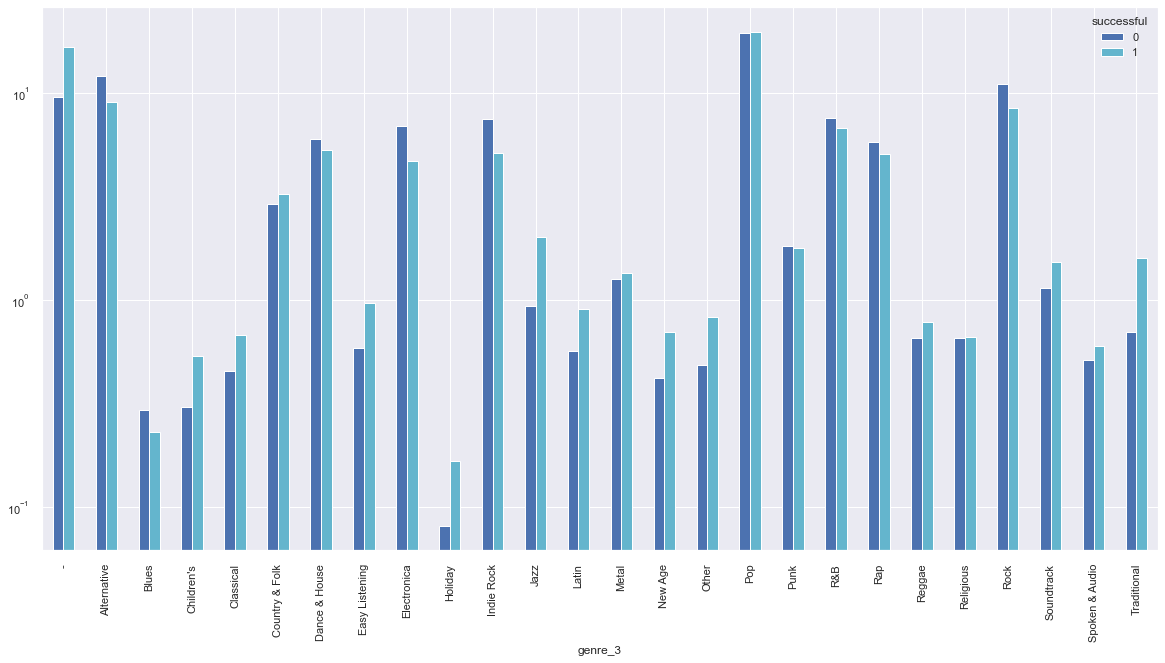 successful
0
1
10^1
10^0
10^-1
-
Alternative
Blues
Children's
Classical
Country & Folk
Dance & House
Easy Listening
Electronica
Holiday
Indie Rock
Jazz
Latin
Metal
New Age
Other
Pop
Punk
R&B
Rap
Reggae
Religious
Rock
Soundtrack
Spoken & Audio
Traditional
genre_3